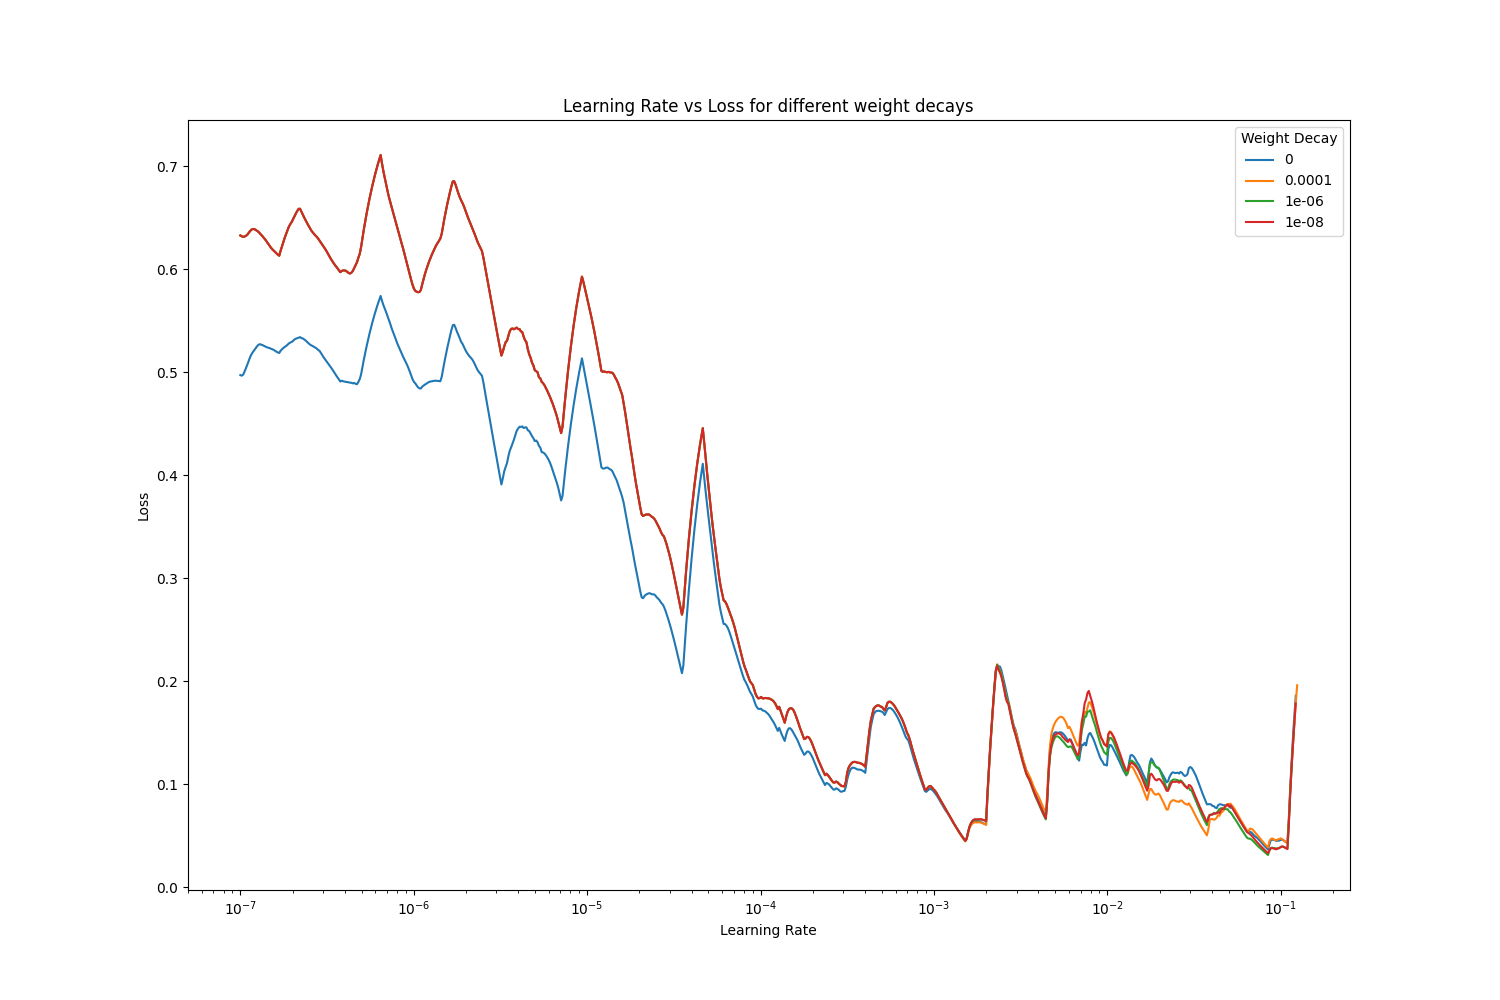 Learning Rate vs Loss for different weight decays
Weight Decay
0
0.0001
1e-06
1e-08
0.7
0.6
0.5
0.4
0.3
0.2
0.1
0.0
Loss
10⁻⁷ 10⁻⁶ 10⁻⁵ 10⁻⁴ 10⁻³ 10⁻² 10⁻¹
Learning Rate